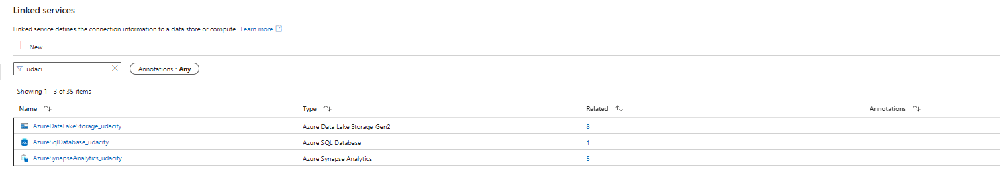 Linked services
Linked service defines the connection information to a data store or compute. Learn more
New
udaci Annotations : Any
Showing 1 - 3 of 35 items
Name Type Related Annotations
AzureDataLakeStorage_udacity Azure Data Lake Storage Gen2 8
SQL AzureSqlDatabase_udacity Azure SQL Database 1
AzureSynapseAnalytics_udacity Azure Synapse Analytics 5